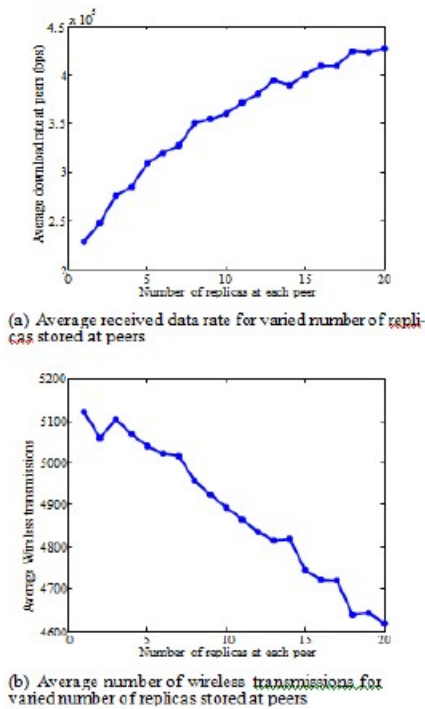 4.5 x 10^5
4
3.5
3
2.5
2
0 5 10 15 20
Average download rate at peers (bps)
Number of replicas at each peer
(a) Average received data rate for varied number of repli-
cas stored at peers
5200
5100
5000
4900
4800
4700
4600
0 5 10 15 20
Average Wireless transmissions
Number of replicas at each peer
(b) Average number of wireless transmissions for
varied number of replicas stored at peers